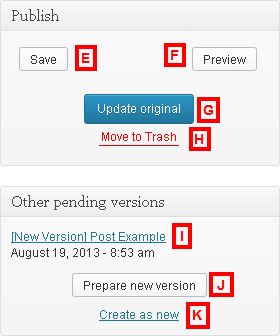 Publish
Save E F Preview
Update original G
Move to Trash H
Other pending versions
[New Version] Post Example I
August 19, 2013 - 8:53 am
Prepare new version J
Create as new K